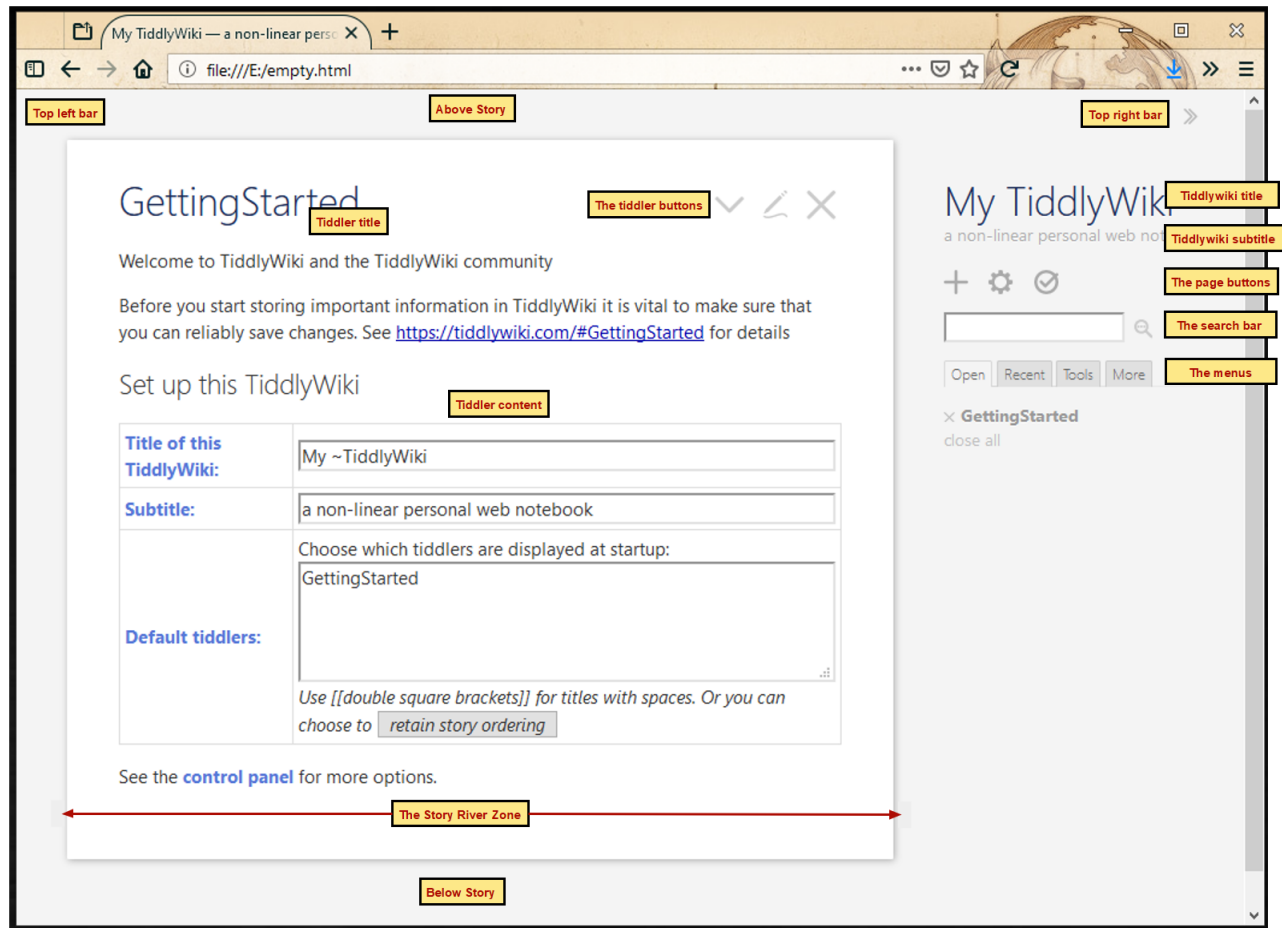 My TiddlyWiki — a non-linear perso
file:///E:/empty.html
Top left bar
Above Story
Top right bar
GettingStarted
Tiddler title
The tiddler buttons
Welcome to TiddlyWiki and the TiddlyWiki community
Before you start storing important information in TiddlyWiki it is vital to make sure that
you can reliably save changes. See https://tiddlywiki.com/#GettingStarted for details
Set up this TiddlyWiki
Tiddler content
Title of this
TiddlyWiki:
My ~TiddlyWiki
Subtitle:
a non-linear personal web notebook
Default tiddlers:
Choose which tiddlers are displayed at startup:
GettingStarted
Use [[double square brackets]] for titles with spaces. Or you can
choose to retain story ordering
See the control panel for more options.
The Story River Zone
Below Story
My TiddlyWiki
Tiddlywiki title
a non-linear personal web not
Tiddlywiki subtitle
The page buttons
The search bar
Open Recent Tools More
The menus
× GettingStarted
close all